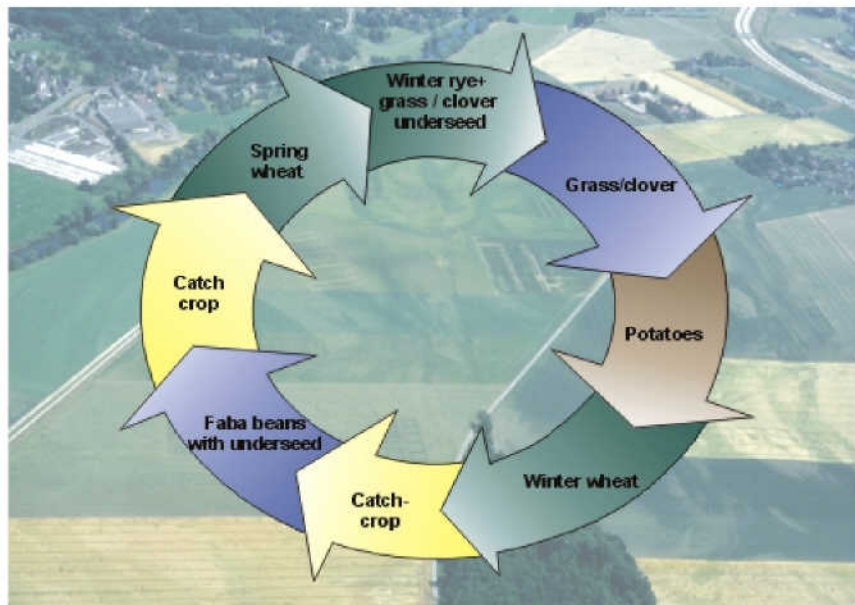 Winter rye+
grass / clover
underseed
Grass/clover
Potatoes
Winter wheat
Catch-
crop
Faba beans
with underseed
Catch
crop
Spring
wheat